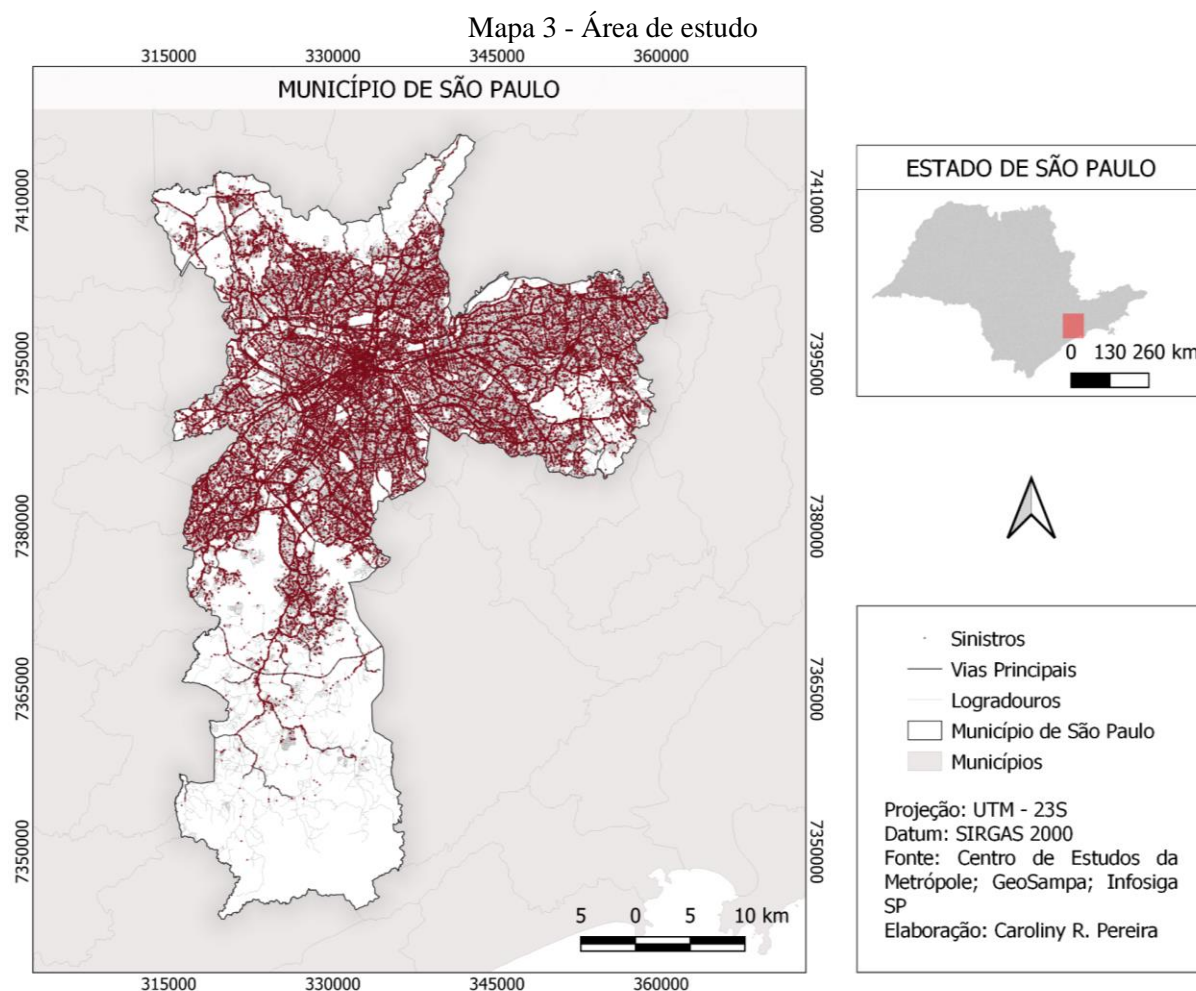 Mapa 3 - Área de estudo
315000 330000 345000 360000
MUNICÍPIO DE SÃO PAULO
7410000
7395000
7380000
7365000
7350000
7410000
7395000
7380000
7365000
7350000
5 0 5 10 km
315000 330000 345000 360000
ESTADO DE SÃO PAULO
0 130 260 km
Sinistros
Vias Principais
Logradouros
Município de São Paulo
Municípios
Projeção: UTM - 23S
Datum: SIRGAS 2000
Fonte: Centro de Estudos da
Metrópole; GeoSampa; Infosiga
SP
Elaboração: Caroliny R. Pereira